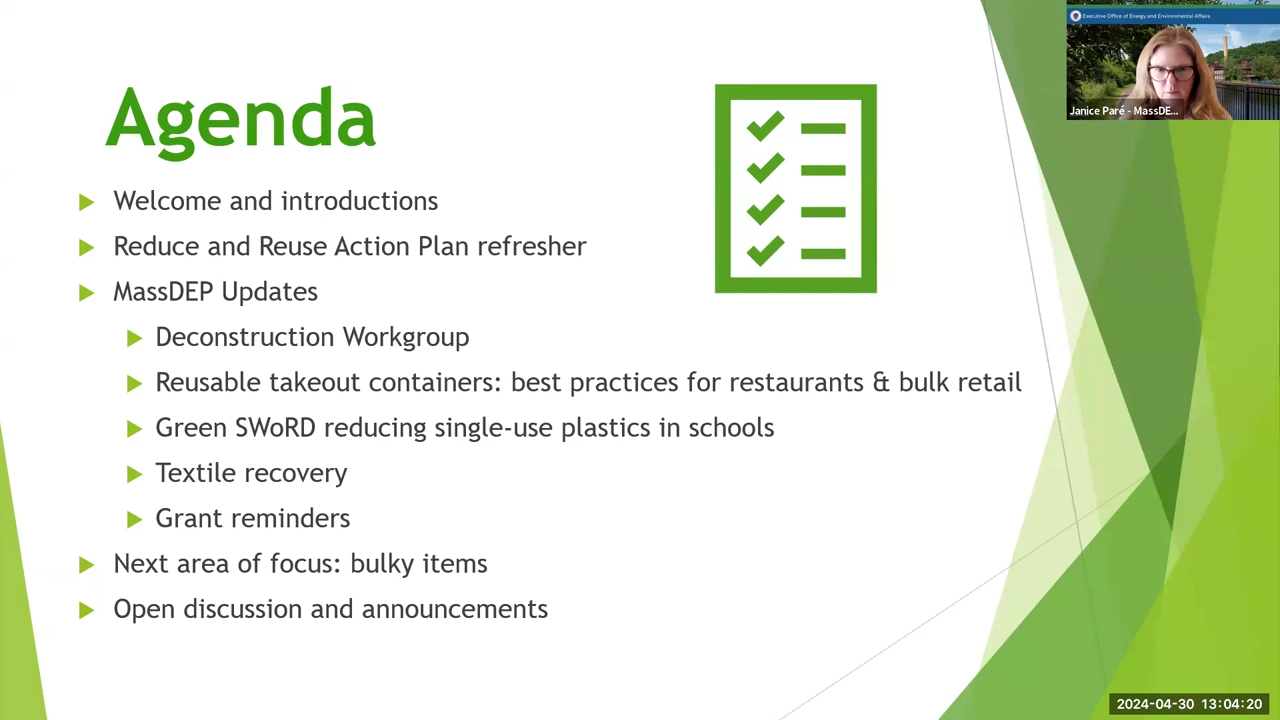 Executive Office of Energy and Environmental Affairs
Janice Paré - MassDE...
Agenda
Welcome and introductions
Reduce and Reuse Action Plan refresher
MassDEP Updates
Deconstruction Workgroup
Reusable takeout containers: best practices for restaurants & bulk retail
Green SWoRD reducing single-use plastics in schools
Textile recovery
Grant reminders
Next area of focus: bulky items
Open discussion and announcements
2024-04-30 13:04:20